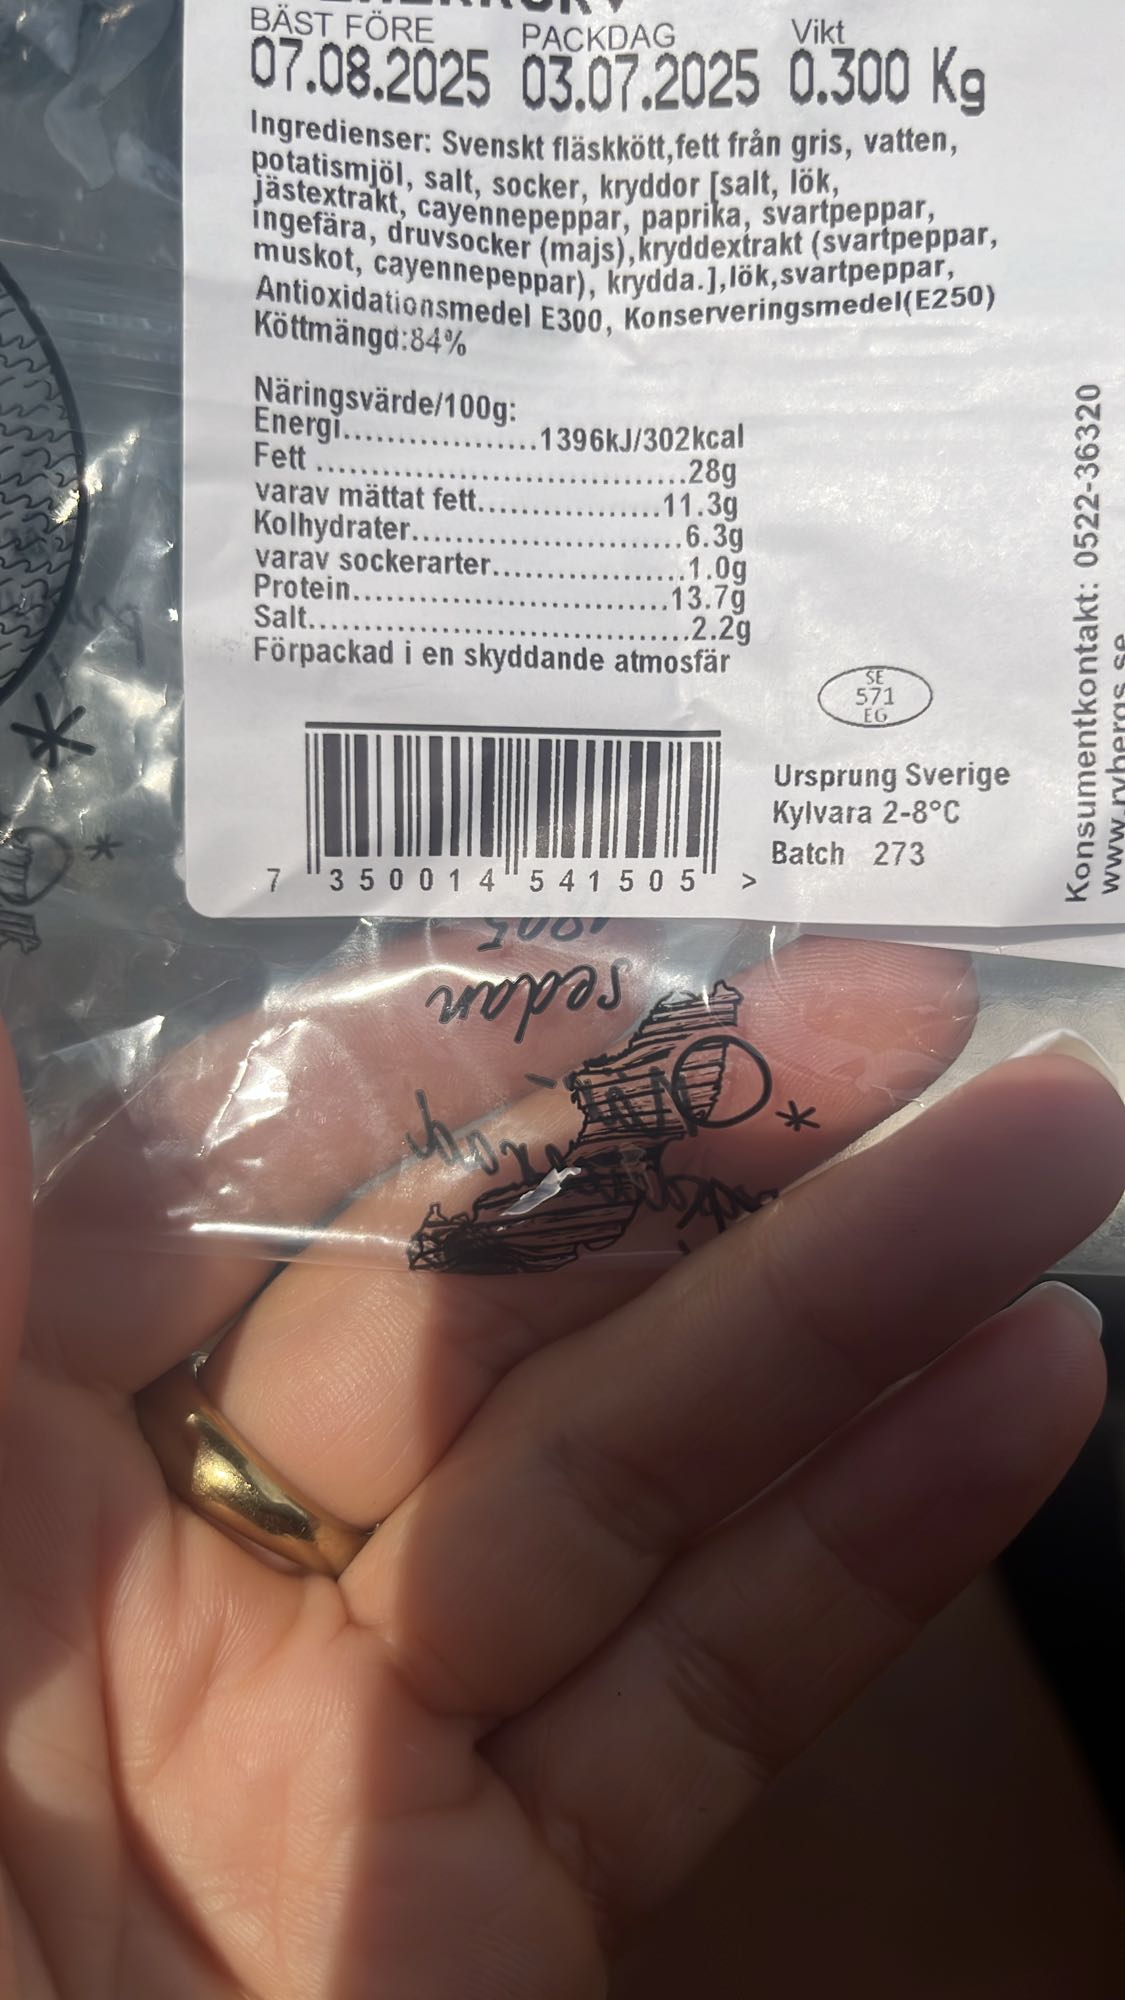 BÄST FÖRE PACKDAG Vikt
07.08.2025 03.07.2025 0.300 Kg
Ingredienser: Svenskt fläskkött,fett från gris, vatten,
potatismjöl, salt, socker, kryddor [salt, lök,
jästextrakt, cayennepeppar, paprika, svartpeppar,
ingefära, druvsocker (majs),kryddextrakt (svartpeppar,
muskot, cayennepeppar), krydda.],lök,svartpeppar,
Antioxidationsmedel E300, Konserveringsmedel(E250)
Köttmängd:84%
Näringsvärde/100g:
Energi..................1396kJ/302kcal
Fett ..................................28g
varav mättat fett.................11.3g
Kolhydrater.........................6.3g
varav sockerarter.................1.0g
Protein.............................13.7g
Salt...................................2.2g
Förpackad i en skyddande atmosfär
SE
571
EG
Ursprung Sverige
Kylvara 2-8°C
Batch 273
7 350014 541505 >
Konsumentkontakt: 0522-36320
sedan